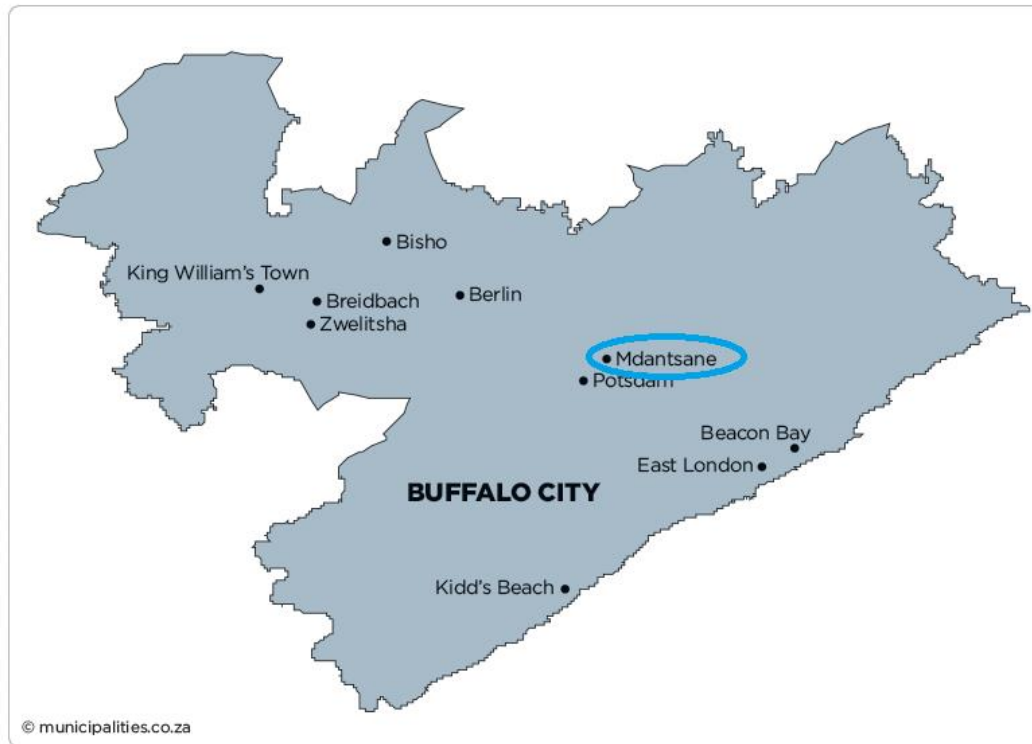 Bisho
King William's Town
Berlin
Breidbach
Zwelitsha
Mdantsane
Potsdam
Beacon Bay
East London
BUFFALO CITY
Kidd's Beach
© municipalities.co.za